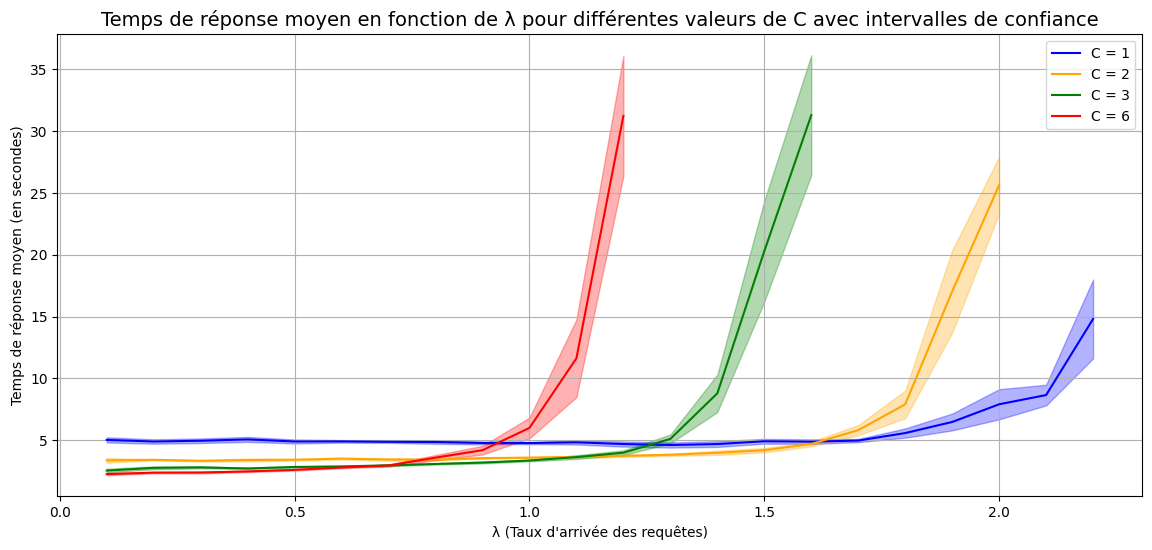 Temps de réponse moyen en fonction de λ pour différentes valeurs de C avec intervalles de confiance
C = 1
C = 2
C = 3
C = 6
Temps de réponse moyen (en secondes)
35
30
25
20
15
10
5
0.0
0.5
1.0
1.5
2.0
λ (Taux d'arrivée des requêtes)